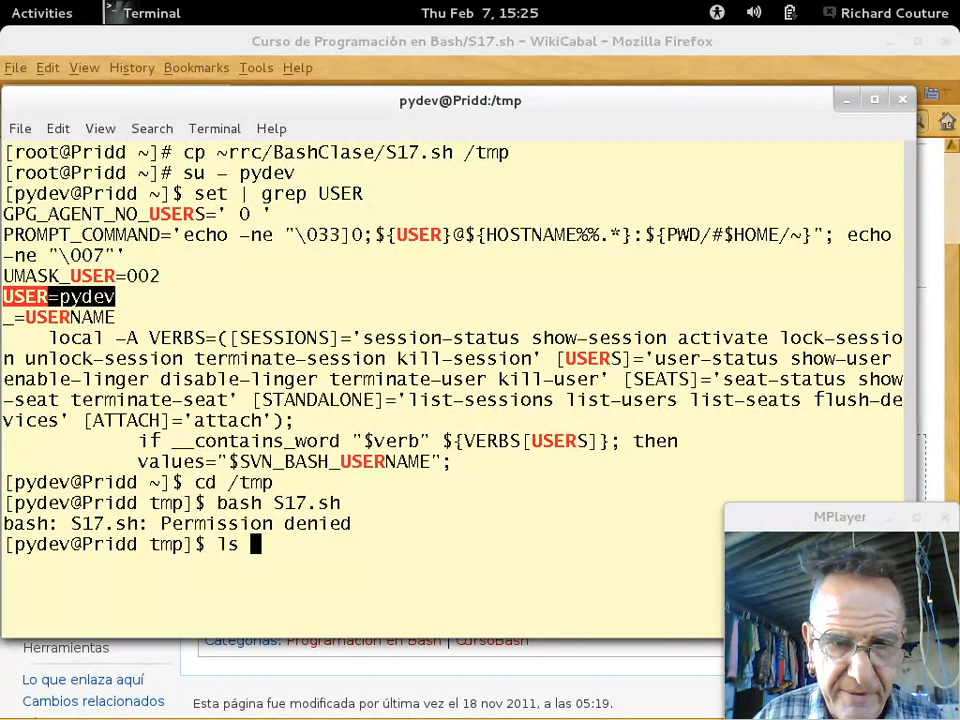 Activities Terminal Thu Feb 7, 15:25 Richard Couture
Curso de Programación en Bash/S17.sh - WikiCabal - Mozilla Firefox
File Edit View History Bookmarks Tools Help
pydev@Pridd:/tmp
File Edit View Search Terminal Help
[root@Pridd ~]# cp ~rrc/BashClase/S17.sh /tmp
[root@Pridd ~]# su - pydev
[pydev@Pridd ~]$ set | grep USER
GPG_AGENT_NO_USERS=' 0 '
PROMPT_COMMAND='echo -ne "\033]0;${USER}@${HOSTNAME%%.*}:${PWD/#$HOME/~}"; echo
-ne "\007"'
UMASK_USER=002
USER=pydev
_=USERNAME
local -A VERBS=([SESSIONS]='session-status show-session activate lock-sessio
n unlock-session terminate-session kill-session' [USERS]='user-status show-user
enable-linger disable-linger terminate-user kill-user' [SEATS]='seat-status show
-seat terminate-seat' [STANDALONE]='list-sessions list-users list-seats flush-de
vices' [ATTACH]='attach');
if __contains_word "$verb" ${VERBS[USERS]}; then
values="$SVN_BASH_USERNAME";
[pydev@Pridd ~]$ cd /tmp
[pydev@Pridd tmp]$ bash S17.sh
bash: S17.sh: Permission denied
[pydev@Pridd tmp]$ ls
MPlayer
Categorías: Programación en Bash | CursoBash
Herramientas
Lo que enlaza aquí
Cambios relacionados
Esta página fue modificada por última vez el 18 nov 2011, a las 05:19.